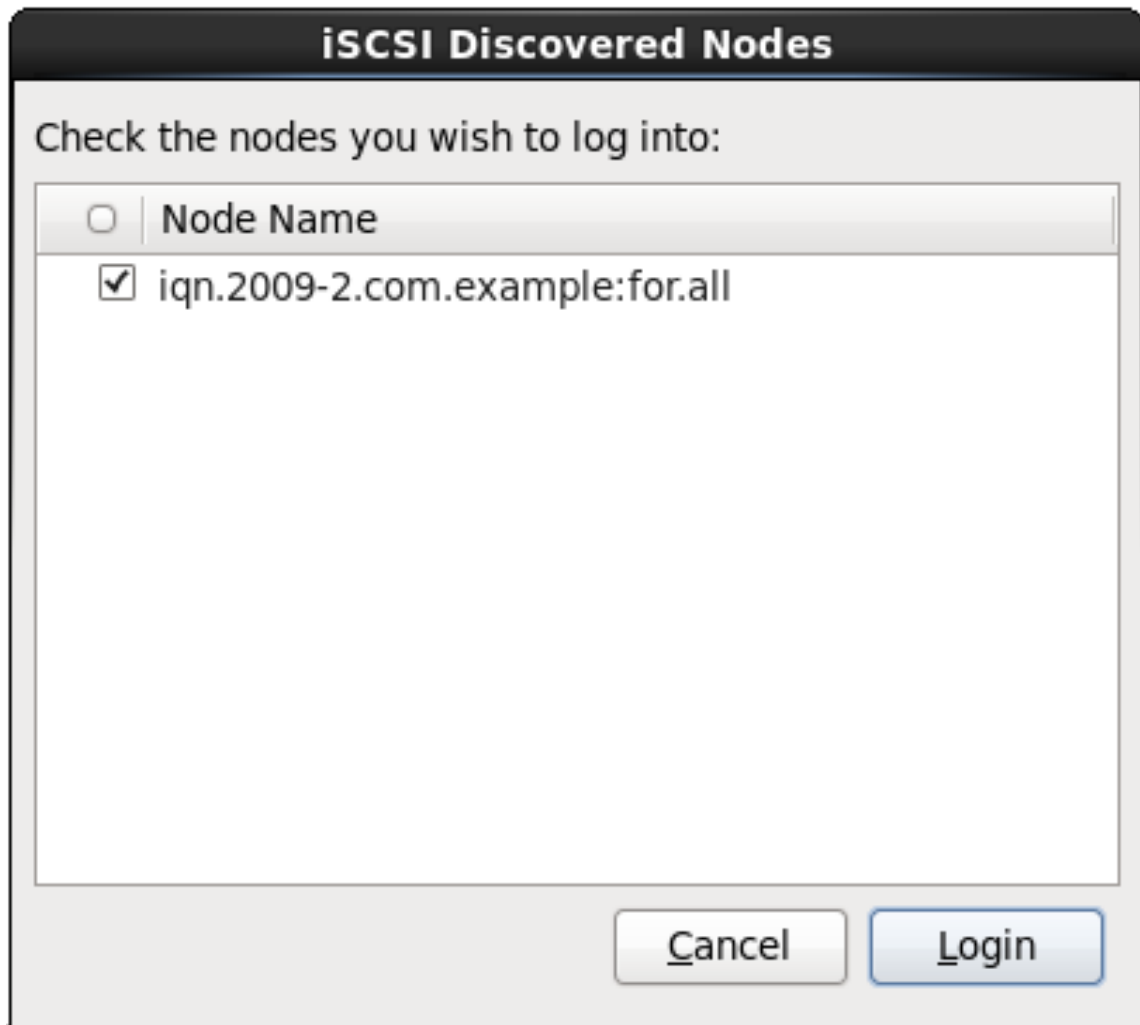 iSCSI Discovered Nodes
Check the nodes you wish to log into:
Node Name
iqn.2009-2.com.example:for.all
Cancel Login